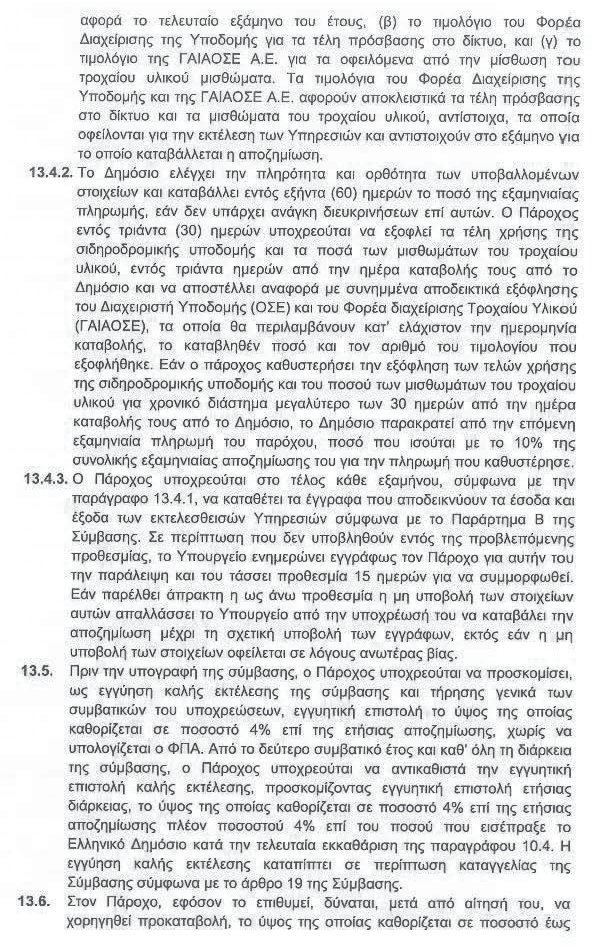 αφορά το τελευταίο εξάμηνο του έτους, (β) το τιμολόγιο του Φορέα
Διαχείρισης της Υποδομής για τα τέλη πρόσβασης στο δίκτυο, και (γ) το
τιμολόγιο της ΓΑΙΑΟΣΕ Α.Ε. για τα οφειλόμενα από την μίσθωση του
τροχαίου υλικού μισθώματα. Τα τιμολόγια του Φορέα Διαχείρισης της
Υποδομής και της ΓΑΙΑΟΣΕ Α.Ε. αφορούν αποκλειστικά τα τέλη πρόσβασης
στο δίκτυο και τα μισθώματα του τροχαίου υλικού, αντίστοιχα, τα οποία
οφείλονται για την εκτέλεση των Υπηρεσιών και αντιστοιχούν στο εξάμηνο για
το οποίο καταβάλλεται η αποζημίωση.
13.4.2. Το Δημόσιο ελέγχει την πληρότητα και ορθότητα των υποβαλλομένων
στοιχείων και καταβάλλει εντός εξήντα (60) ημερών το ποσό της εξαμηνιαίας
πληρωμής, εάν δεν υπάρχει ανάγκη διευκρινήσεων επί αυτών. Ο Πάροχος
εντός τριάντα (30) ημερών υποχρεούται να εξοφλεί τα τέλη χρήσης της
σιδηροδρομικής υποδομής και τα ποσά των μισθωμάτων του τροχαίου
υλικού, εντός τριάντα ημερών από την ημέρα καταβολής τους από το
Δημόσιο και να αποστέλλει αναφορά με συνημμένα αποδεικτικά εξόφλησης
του Διαχειριστή Υποδομής (ΟΣΕ) και του Φορέα διαχείρισης Τροχαίου Υλικού
(ΓΑΙΑΟΣΕ), τα οποία θα περιλαμβάνουν κατ' ελάχιστον την ημερομηνία
καταβολής, το καταβληθέν ποσό και τον αριθμό του τιμολογίου που
εξοφλήθηκε. Εάν ο πάροχος καθυστερήσει την εξόφληση των τελών χρήσης
της σιδηροδρομικής υποδομής και του ποσού των μισθωμάτων του τροχαίου
υλικού για χρονικό διάστημα μεγαλύτερο των 30 ημερών από την ημέρα
καταβολής τους από το Δημόσιο, το Δημόσιο παρακρατεί από την επόμενη
εξαμηνιαία πληρωμή του παρόχου, ποσό που ισούται με το 10% της
συνολικής εξαμηνιαίας αποζημίωσης του για την πληρωμή που καθυστέρησε.
13.4.3. Ο Πάροχος υποχρεούται στο τέλος κάθε εξαμήνου, σύμφωνα με την
παράγραφο 13.4.1, να καταθέτει τα έγγραφα που αποδεικνύουν τα έσοδα και
έξοδα των εκτελεσθεισών Υπηρεσιών σύμφωνα με το Παράρτημα Β της
Σύμβασης. Σε περίπτωση που δεν υποβληθούν εντός της προβλεπόμενης
προθεσμίας, το Υπουργείο ενημερώνει εγγράφως τον Πάροχο για αυτήν του
την παράλειψη και του τάσσει προθεσμία 15 ημερών για να συμμορφωθεί.
Εάν παρέλθει άπρακτη η ως άνω προθεσμία η μη υποβολή των στοιχείων
αυτών απαλλάσσει το Υπουργείο από την υποχρέωσή του να καταβάλει την
αποζημίωση μέχρι τη σχετική υποβολή των εγγράφων, εκτός εάν η μη
υποβολή των στοιχείων οφείλεται σε λόγους ανωτέρας βίας.
13.5. Πριν την υπογραφή της σύμβασης, ο Πάροχος υποχρεούται να προσκομίσει,
ως εγγύηση καλής εκτέλεσης της σύμβασης και τήρησης γενικά των
συμβατικών του υποχρεώσεων, εγγυητική επιστολή το ύψος της οποίας
καθορίζεται σε ποσοστό 4% επί της ετήσιας αποζημίωσης, χωρίς να
υπολογίζεται ο ΦΠΑ. Από το δεύτερο συμβατικό έτος και καθ' όλη τη διάρκεια
της σύμβασης, ο Πάροχος υποχρεούται να αντικαθιστά την εγγυητική
επιστολή καλής εκτέλεσης, προσκομίζοντας εγγυητική επιστολή ετήσιας
διάρκειας, το ύψος της οποίας καθορίζεται σε ποσοστό 4% επί της ετήσιας
αποζημίωσης πλέον ποσοστού 4% επί του ποσού που εισέπραξε το
Ελληνικό Δημόσιο κατά την τελευταία εκκαθάριση της παραγράφου 10.4. Η
εγγύηση καλής εκτέλεσης καταπίπτει σε περίπτωση καταγγελίας της
Σύμβασης σύμφωνα με το άρθρο 19 της Σύμβασης.
13.6. Στον Πάροχο, εφόσον το επιθυμεί, δύναται, μετά από αίτησή του, να
χορηγηθεί προκαταβολή, το ύψος της οποίας καθορίζεται σε ποσοστό έως